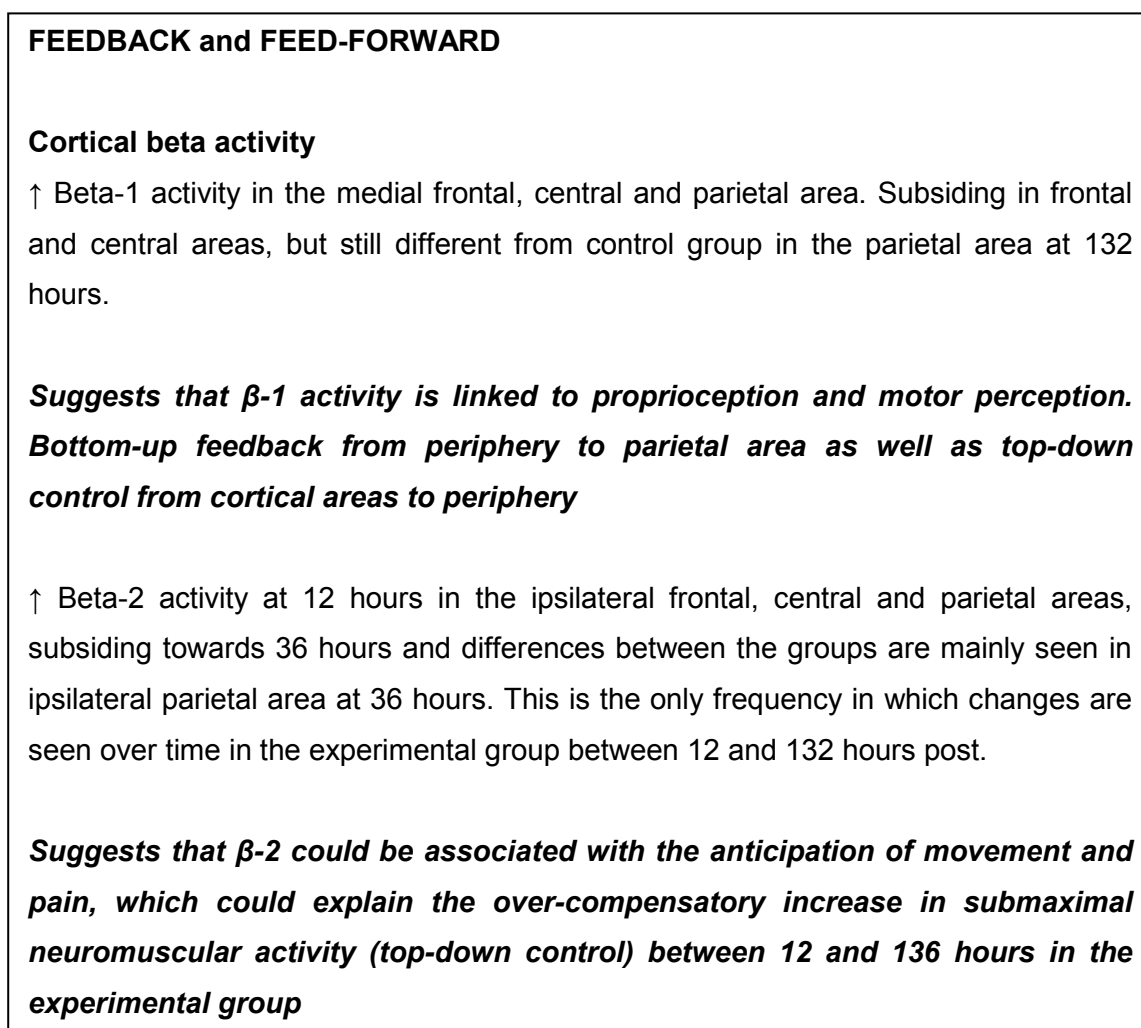 FEEDBACK and FEED-FORWARD
Cortical beta activity
↑ Beta-1 activity in the medial frontal, central and parietal area. Subsiding in frontal
and central areas, but still different from control group in the parietal area at 132
hours.
Suggests that β-1 activity is linked to proprioception and motor perception.
Bottom-up feedback from periphery to parietal area as well as top-down
control from cortical areas to periphery
↑ Beta-2 activity at 12 hours in the ipsilateral frontal, central and parietal areas,
subsiding towards 36 hours and differences between the groups are mainly seen in
ipsilateral parietal area at 36 hours. This is the only frequency in which changes are
seen over time in the experimental group between 12 and 132 hours post.
Suggests that β-2 could be associated with the anticipation of movement and
pain, which could explain the over-compensatory increase in submaximal
neuromuscular activity (top-down control) between 12 and 136 hours in the
experimental group